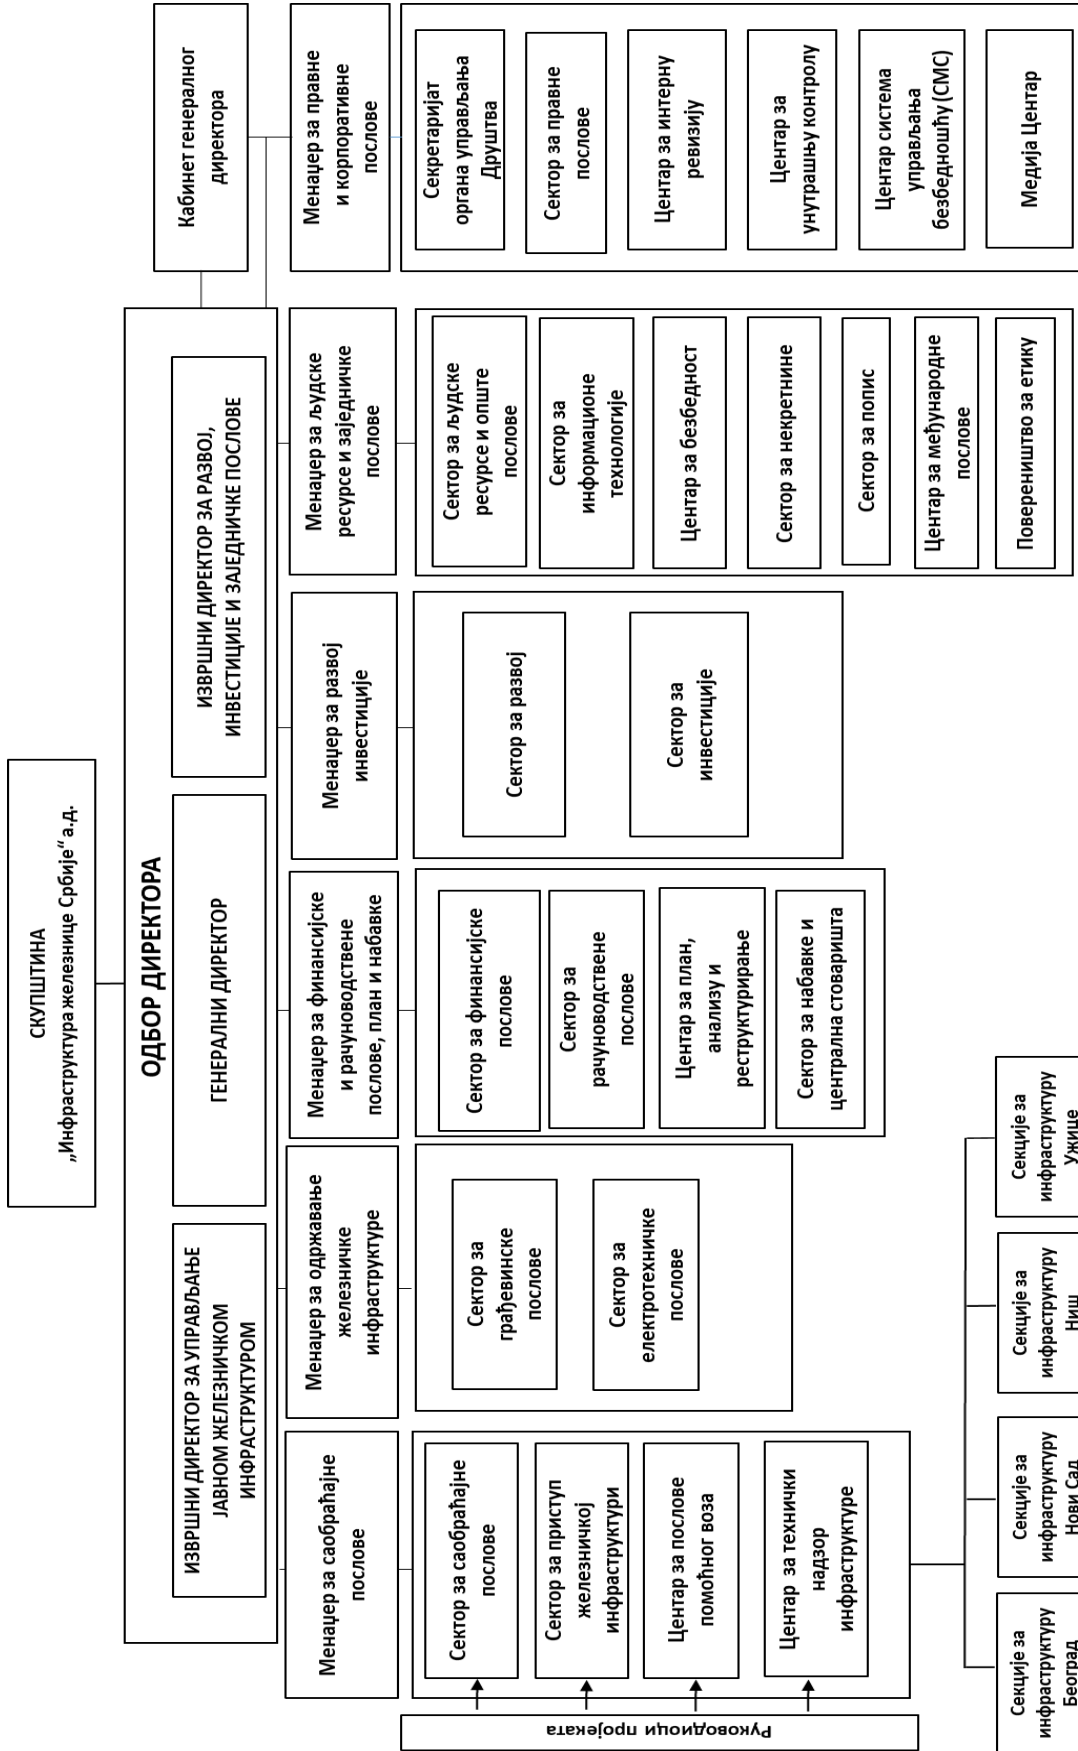 СКУПШТИНА
„Инфраструктура железнице Србије“ а.д.
ОДБОР ДИРЕКТОРА
ИЗВРШНИ ДИРЕКТОР ЗА УПРАВЉАЊЕ
ЈАВНОМ ЖЕЛЕЗНИЧКОМ
ИНФРАСТРУКТУРОМ
ГЕНЕРАЛНИ ДИРЕКТОР
ИЗВРШНИ ДИРЕКТОР ЗА РАЗВОЈ,
ИНВЕСТИЦИЈЕ И ЗАЈЕДНИЧКЕ ПОСЛОВЕ
Кабинет генералног
директора
Менаџер за саобраћајне
послове
Менаџер за одржавање
железничке
инфраструктуре
Менаџер за финансијске
и рачуноводствене
послове, план и набавке
Менаџер за развој
инвестиције
Менаџер за људске
ресурсе и заједничке
послове
Менаџер за правне
и корпоративне
послове
Руководиоци пројеката
Сектор за саобраћајне
послове
Сектор за приступ
железничкој
инфраструктури
Центар за послове
помоћног воза
Центар за технички
надзор
инфраструктуре
Сектор за
грађевинске
послове
Сектор за
електротехничке
послове
Сектор за финансијске
послове
Сектор за
рачуноводствене
послове
Центар за план,
анализу и
реструктурирање
Сектор за набавке и
централна стоваришта
Сектор за развој
Сектор за
инвестиције
Сектор за људске
ресурсе и опште
послове
Сектор за
информационе
технологије
Центар за безбедност
Сектор за некретнине
Сектор за попис
Центар за међународне
послове
Повереништво за етику
Секретаријат
органа управљања
Друштва
Сектор за правне
послове
Центар за интерну
ревизију
Центар за
унутрашњу контролу
Центар система
управљања
безбедношћу (СМС)
Медија Центар
Секције за
инфраструктуру
Београд
Секције за
инфраструктуру
Нови Сад
Секције за
инфраструктуру
Ниш
Секције за
инфраструктуру
Ужице